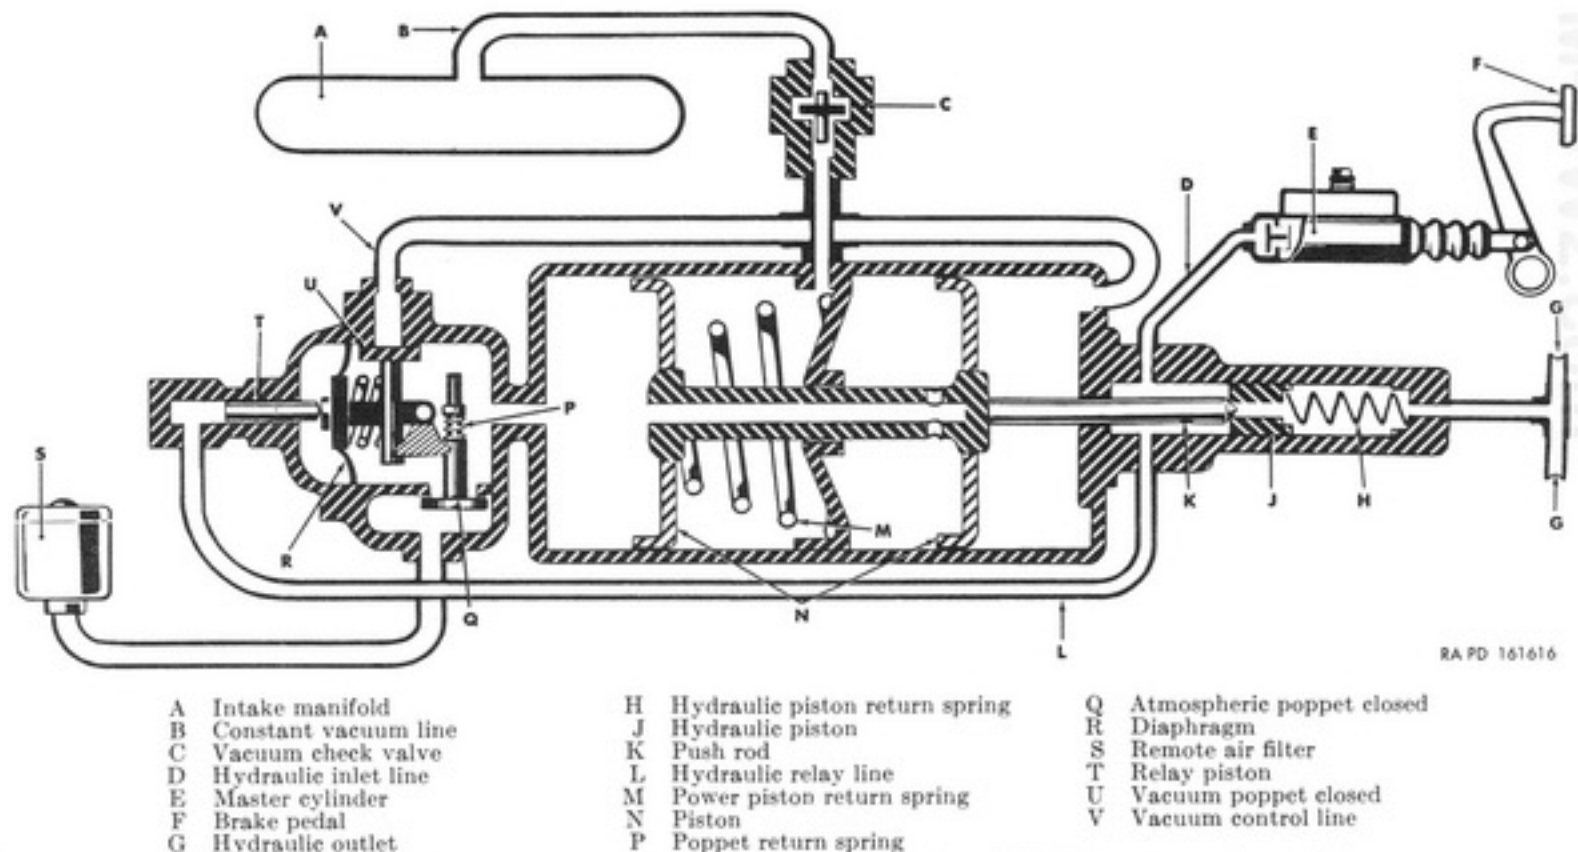 A
B
C
F
E
D
V
U
T
G
P
S
K
J
H
M
G
R
N
Q
L
RA PD 161616
A Intake manifold
B Constant vacuum line
C Vacuum check valve
D Hydraulic inlet line
E Master cylinder
F Brake pedal
G Hydraulic outlet
H Hydraulic piston return spring
J Hydraulic piston
K Push rod
L Hydraulic relay line
M Power piston return spring
N Piston
P Poppet return spring
Q Atmospheric poppet closed
R Diaphragm
S Remote air filter
T Relay piston
U Vacuum poppet closed
V Vacuum control line